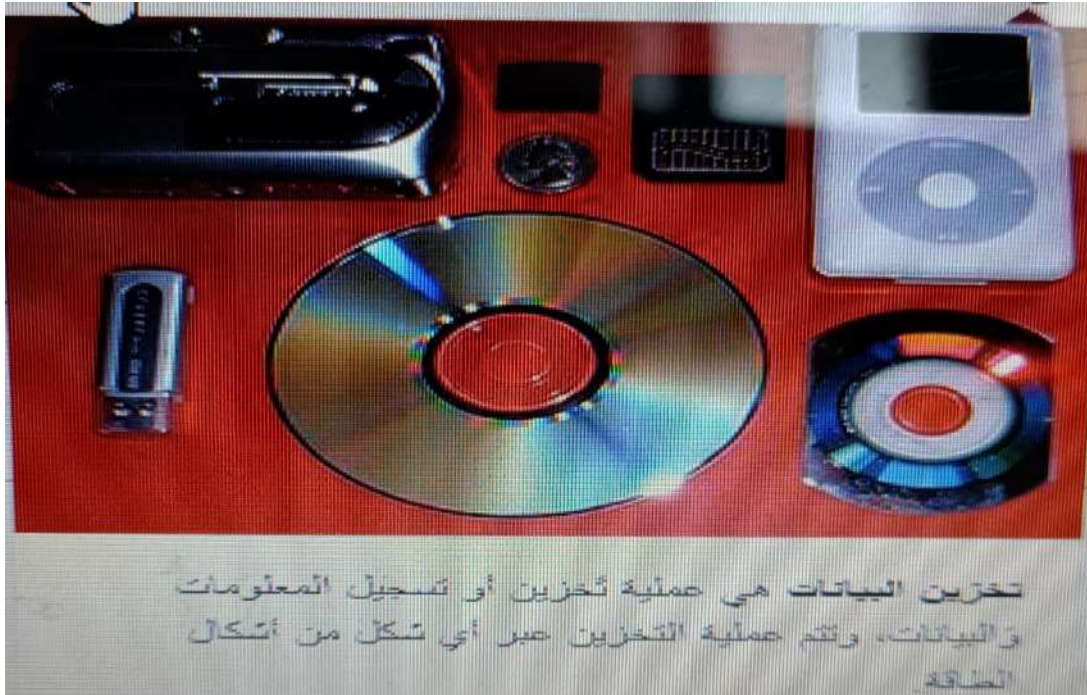 تخزين البيانات هي عملية تخزين أو تسجيل المعلومات
والبيانات، وتتم عملية التخزين عبر أي شكل من أشكال
الطاقة